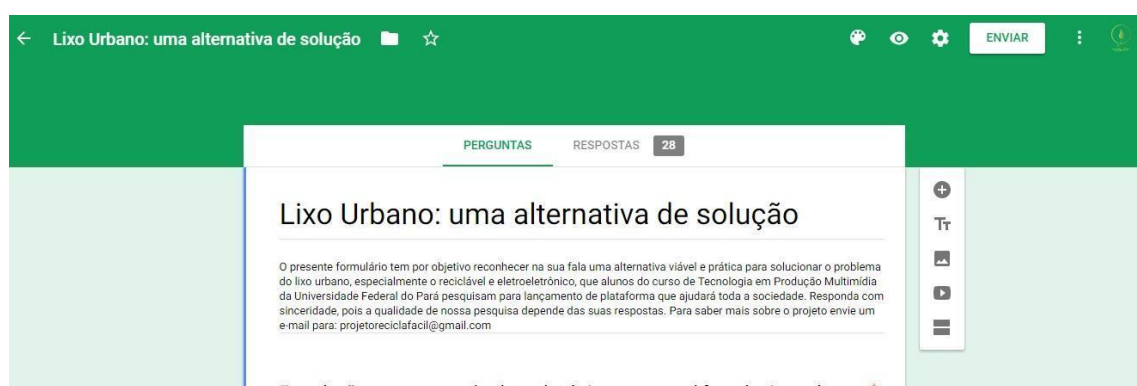 Lixo Urbano: uma alternativa de solução
ENVIAR
PERGUNTAS RESPOSTAS 28
Lixo Urbano: uma alternativa de solução
O presente formulário tem por objetivo reconhecer na sua fala uma alternativa viável e prática para solucionar o problema
do lixo urbano, especialmente o reciclável e eletroeletrônico, que alunos do curso de Tecnologia em Produção Multimídia
da Universidade Federal do Pará pesquisam para lançamento de plataforma que ajudará toda a sociedade. Responda com
sinceridade, pois a qualidade de nossa pesquisa depende das suas respostas. Para saber mais sobre o projeto envie um
e-mail para: projetoreciclafacil@gmail.com
Tт